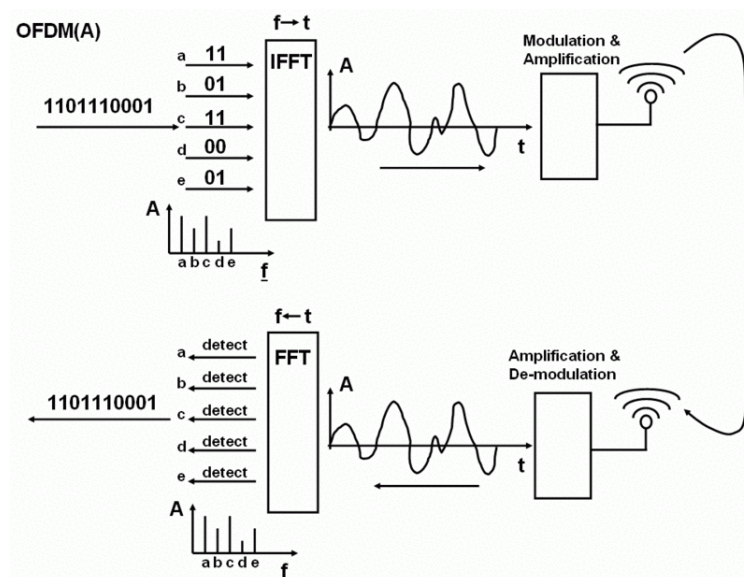 OFDM(A)
f→t
Modulation &
Amplification
IFFT
1101110001
a 11
b 01
c 11
d 00
e 01
A
t
A
a b c d e
f
f←t
Amplification &
De-modulation
FFT
1101110001
a detect
b detect
c detect
d detect
e detect
A
t
A
a b c d e
f